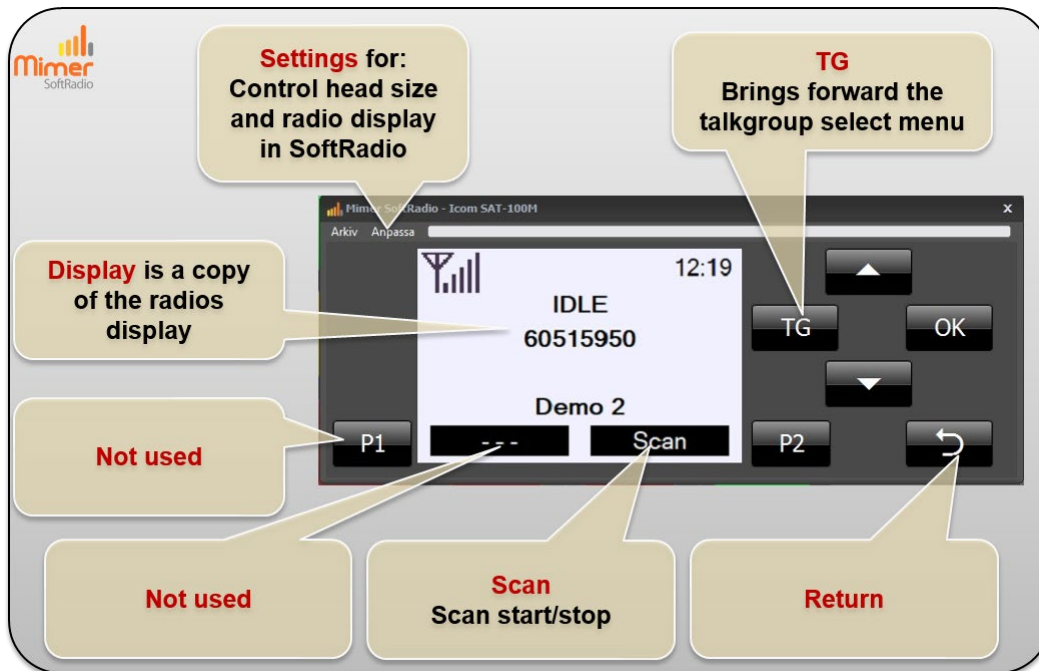 Mimer
SoftRadio
Settings for:
Control head size
and radio display
in SoftRadio
TG
Brings forward the
talkgroup select menu
Mimer SoftRadio - Icom SAT-100M
x
Arkiv Anpassa
Display is a copy
of the radios
display
12:19
IDLE
60515950
Demo 2
TG
OK
P1
- - -
Scan
P2
Not used
Not used
Scan
Scan start/stop
Return